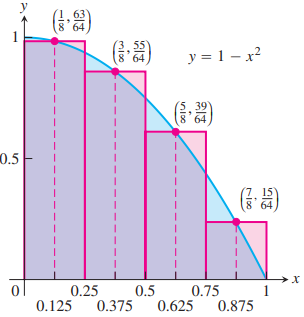 y
(1/8, 63/64)
1
(3/8, 55/64)
y = 1 − x²
(5/8, 39/64)
0.5
(7/8, 15/64)
x
0 0.25 0.5 0.75 1
0.125 0.375 0.625 0.875